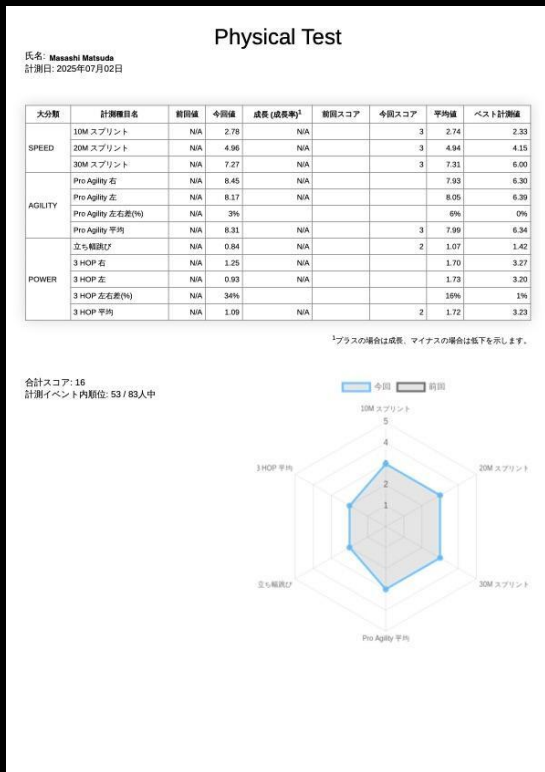 Physical Test
氏名: Masashi Matsuda
計測日: 2025年07月02日
大分類 計測種目名 前回値 今回値 成長 (成長率)1 前回スコア 今回スコア 平均値 ベスト計測値
SPEED 10M スプリント N/A 2.78 N/A 3 2.74 2.33
20M スプリント N/A 4.96 N/A 3 4.94 4.15
30M スプリント N/A 7.27 N/A 3 7.31 6.00
AGILITY Pro Agility 右 N/A 8.45 N/A 7.93 6.30
Pro Agility 左 N/A 8.17 N/A 8.05 6.39
Pro Agility 左右差(%) N/A 3% 6% 0%
Pro Agility 平均 N/A 8.31 N/A 3 7.99 6.34
POWER 立ち幅跳び N/A 0.84 N/A 2 1.07 1.42
3 HOP 右 N/A 1.25 N/A 1.70 3.27
3 HOP 左 N/A 0.93 N/A 1.73 3.20
3 HOP 左右差(%) N/A 34% 16% 1%
3 HOP 平均 N/A 1.09 N/A 2 1.72 3.23
1プラスの場合は成長、マイナスの場合は低下を示します。
合計スコア: 16
計測イベント内順位: 53 / 83人中
今回 前回
10M スプリント
5
4
3 HOP 平均 20M スプリント
2
1
立ち幅跳び 30M スプリント
Pro Agility 平均